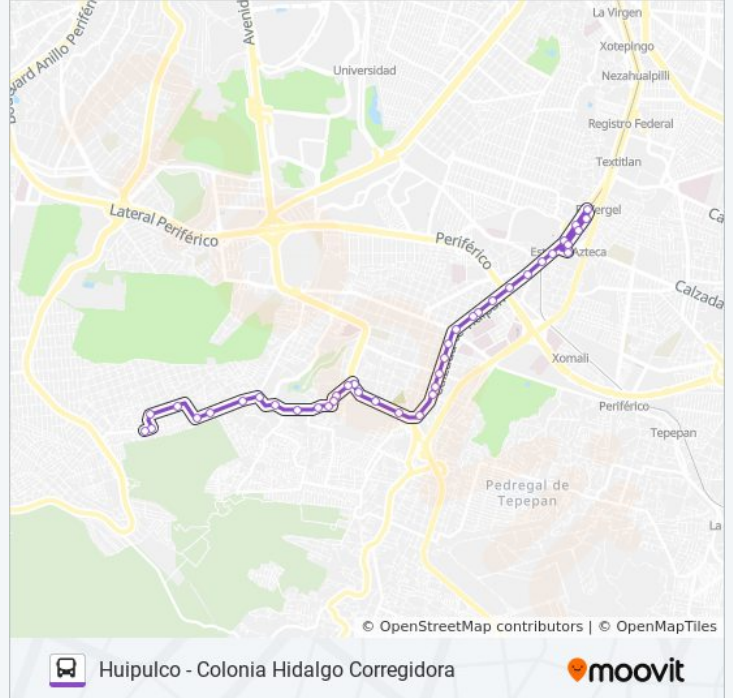 La Virgen
Xotepingo
Nezahualpilli
Universidad
Registro Federal
Textitlan
Lateral Periférico
Periférico
Azteca
Calzada
Xomali
Periférico
Tepepan
Pedregal de
Tepepan
La
© OpenStreetMap contributors | © OpenMapTiles
Huipulco - Colonia Hidalgo Corregidora
moovit